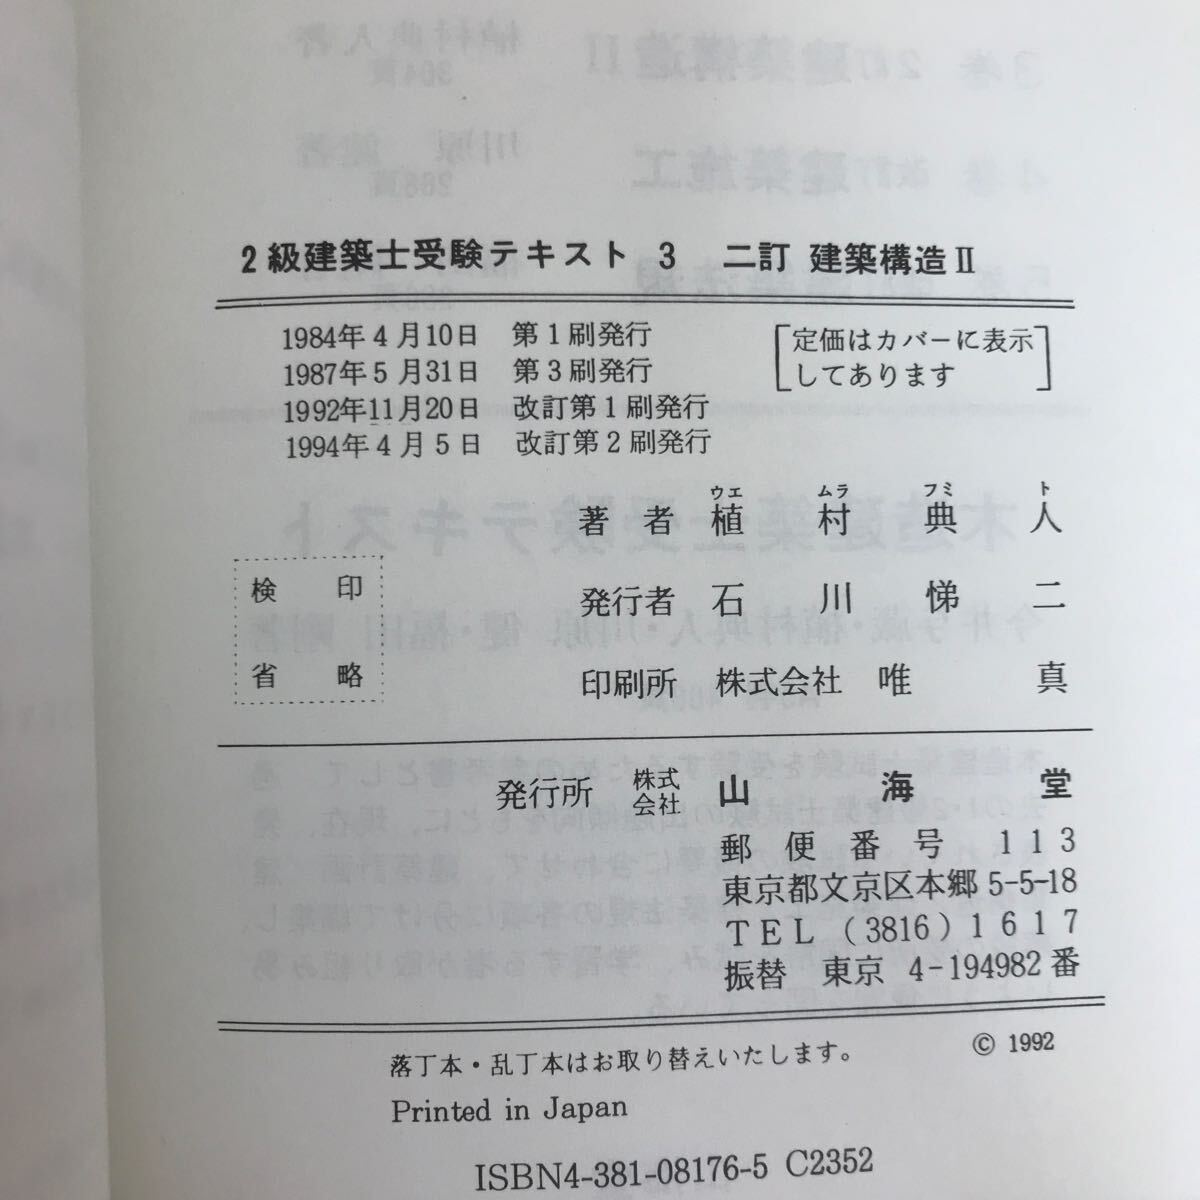 2級建築士受験テキスト 3　二訂 建築構造II
1984年4月10日　第1刷発行
1987年5月31日　第3刷発行
1992年11月20日　改訂第1刷発行
1994年4月5日　改訂第2刷発行
定価はカバーに表示
してあります
ウエ ムラ フミ ト
著者 植村典人
発行者 石川悌二
印刷所 株式会社 唯真
検印
省略
発行所 株式会社 山海堂
郵便番号 113
東京都文京区本郷 5-5-18
TEL (3816) 1617
振替 東京 4-194982番
落丁本・乱丁本はお取り替えいたします。
© 1992
Printed in Japan
ISBN4-381-08176-5 C2352